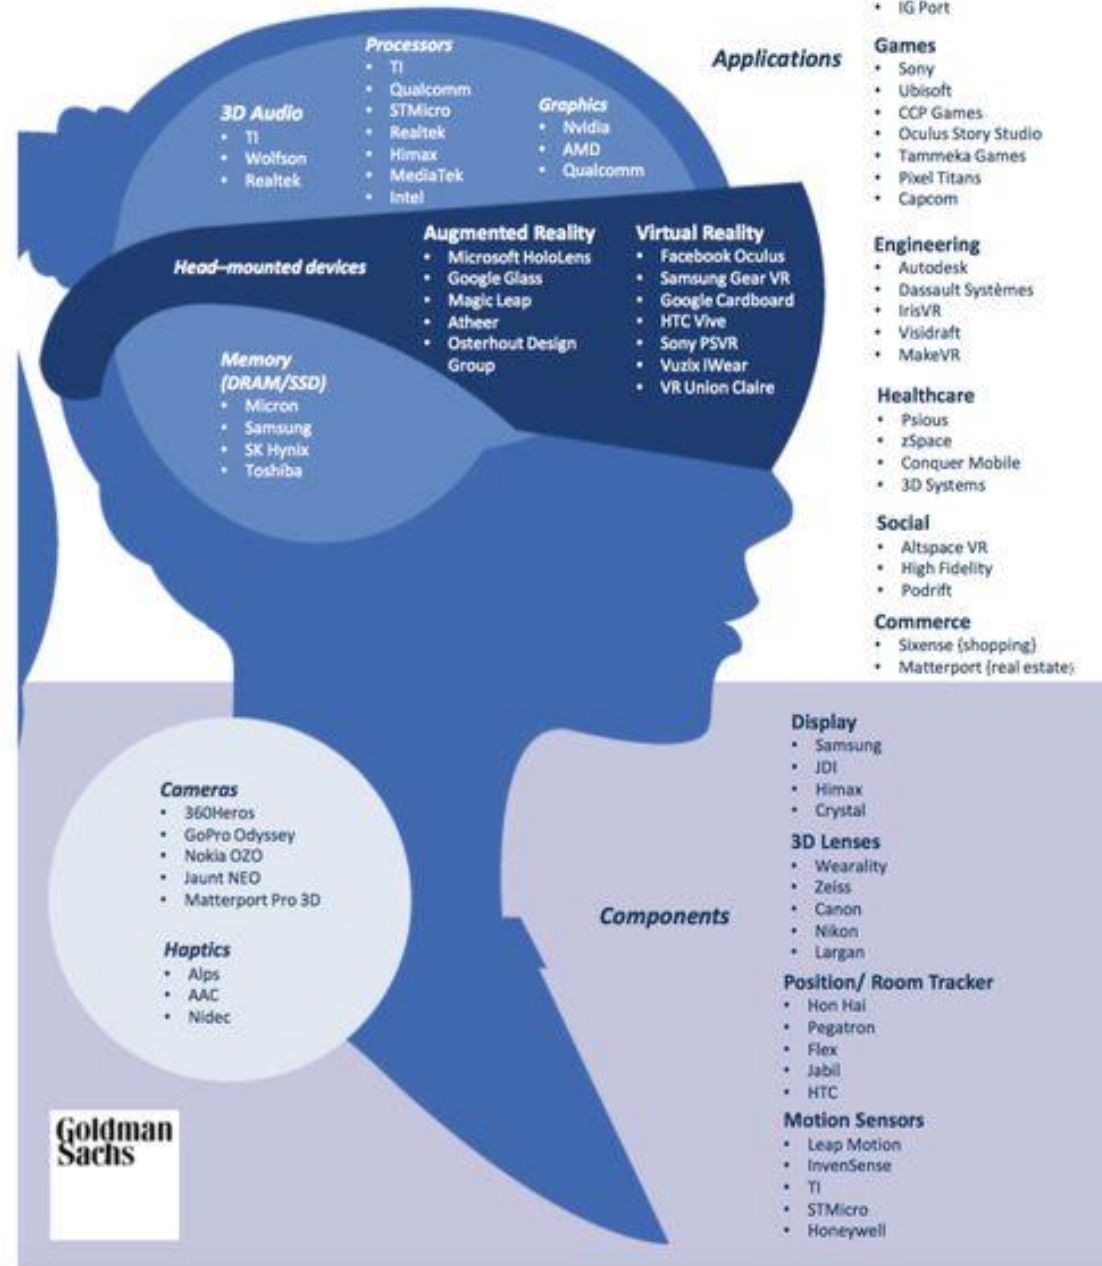 • IG Port
Applications
Games
• Sony
• Ubisoft
• CCP Games
• Oculus Story Studio
• Tammeka Games
• Pixel Titans
• Capcom
Engineering
• Autodesk
• Dassault Systèmes
• IrisVR
• Visidraft
• MakeVR
Healthcare
• Psious
• zSpace
• Conquer Mobile
• 3D Systems
Social
• Altspace VR
• High Fidelity
• Podrift
Commerce
• Sixense (shopping)
• Matterport (real estate)
3D Audio
• TI
• Wolfson
• Realtek
Processors
• TI
• Qualcomm
• STMicro
• Realtek
• Himax
• MediaTek
• Intel
Graphics
• Nvidia
• AMD
• Qualcomm
Head-mounted devices
Augmented Reality
• Microsoft HoloLens
• Google Glass
• Magic Leap
• Atheer
• Osterhout Design
Group
Virtual Reality
• Facebook Oculus
• Samsung Gear VR
• Google Cardboard
• HTC Vive
• Sony PSVR
• Vuzix iWear
• VR Union Claire
Memory
(DRAM/SSD)
• Micron
• Samsung
• SK Hynix
• Toshiba
Cameras
• 360Heros
• GoPro Odyssey
• Nokia OZO
• Jaunt NEO
• Matterport Pro 3D
Haptics
• Alps
• AAC
• Nidec
Components
Display
• Samsung
• JDI
• Himax
• Crystal
3D Lenses
• Wearality
• Zeiss
• Canon
• Nikon
• Largan
Position/ Room Tracker
• Hon Hai
• Pegatron
• Flex
• Jabil
• HTC
Motion Sensors
• Leap Motion
• InvenSense
• TI
• STMicro
• Honeywell
Goldman
Sachs